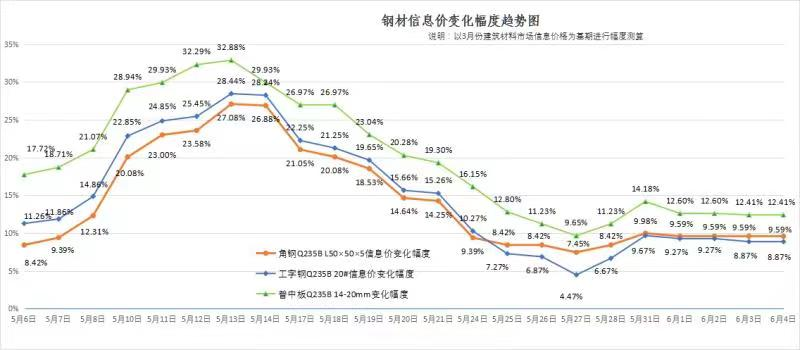 钢材信息价变化幅度趋势图
说明：以3月份建筑材料市场信息价格为基期进行幅度测算
35%
30%
25%
20%
15%
10%
5%
0%
17.72% 18.71% 21.07% 28.94% 29.93% 32.29% 32.88% 29.93% 26.97% 26.97% 23.04% 20.28% 19.30% 16.15% 12.80% 11.23% 9.65% 11.23% 14.18% 12.60% 12.60% 12.41% 12.41%
11.26% 11.86% 14.86% 22.85% 24.85% 25.45% 28.44% 28.24% 22.25% 21.25% 19.65% 15.66% 15.26% 10.27% 7.27% 6.87% 4.47% 6.67% 9.67% 9.27% 9.27% 8.87% 8.87%
8.42% 9.39% 12.31% 20.08% 23.00% 23.58% 27.08% 26.88% 21.05% 20.08% 18.53% 14.64% 14.25% 9.39% 8.42% 8.42% 7.45% 8.42% 9.98% 9.59% 9.59% 9.59% 9.59%
角钢Q235B L50×50×5信息价变化幅度
工字钢Q235B 20#信息价变化幅度
普中板Q235B 14-20mm变化幅度
5月6日 5月7日 5月8日 5月10日 5月11日 5月12日 5月13日 5月14日 5月17日 5月18日 5月19日 5月20日 5月21日 5月24日 5月25日 5月26日 5月27日 5月28日 5月31日 6月1日 6月2日 6月3日 6月4日